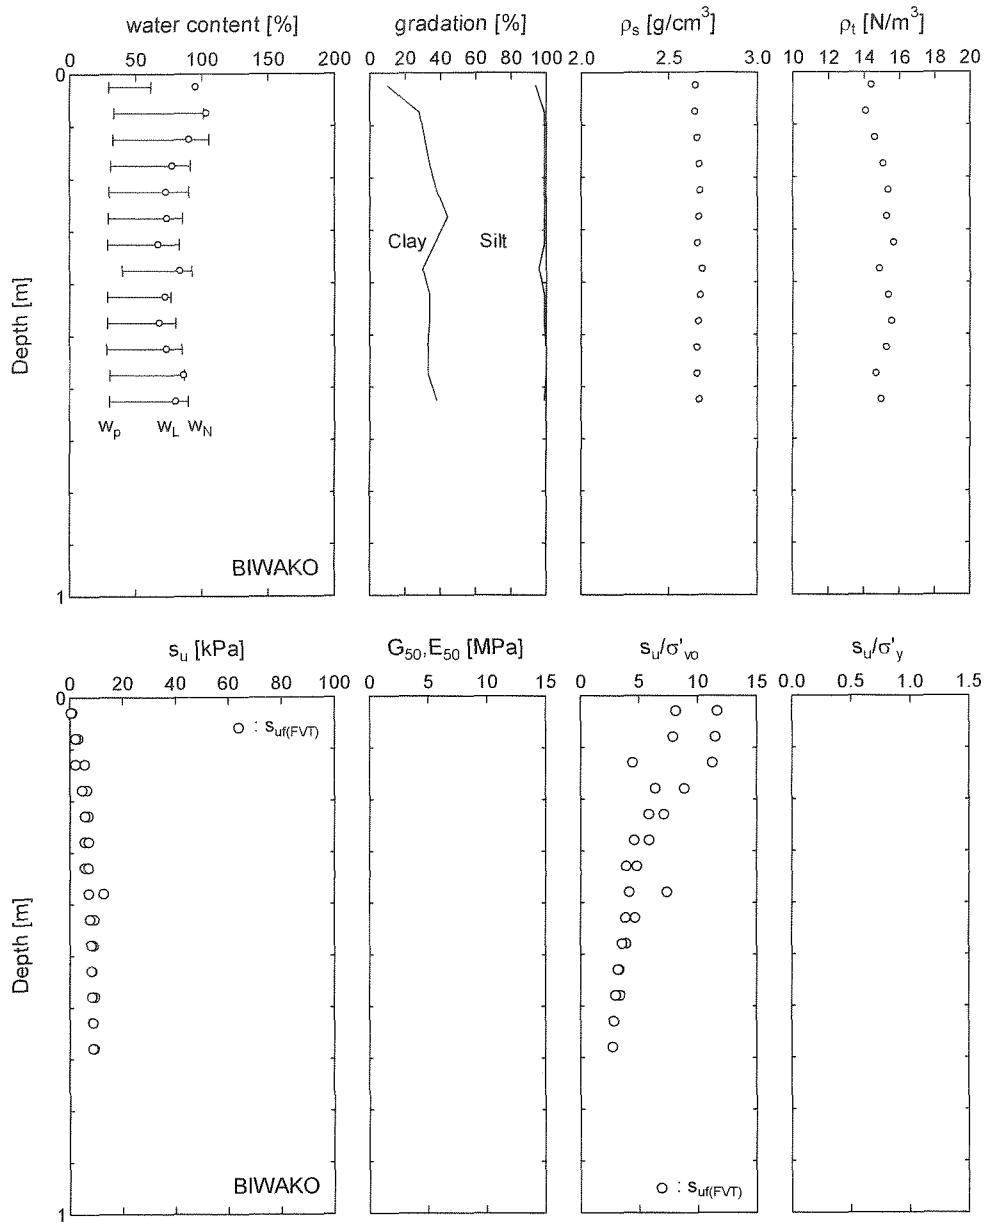 water content [%]
gradation [%]
ρs [g/cm3]
ρt [N/m3]
0 50 100 150 200
0 20 40 60 80 100
2.0 2.5 3.0
10 12 14 16 18 20
0
Clay
Silt
Depth [m]
wp wL wN
BIWAKO
1
su [kPa]
G50,E50 [MPa]
su/σ'vo
su/σ'y
0 20 40 60 80 100
0 5 10 15
0 5 10 15
0.0 0.5 1.0 1.5
: suf(FVT)
Depth [m]
BIWAKO
: suf(FVT)
1